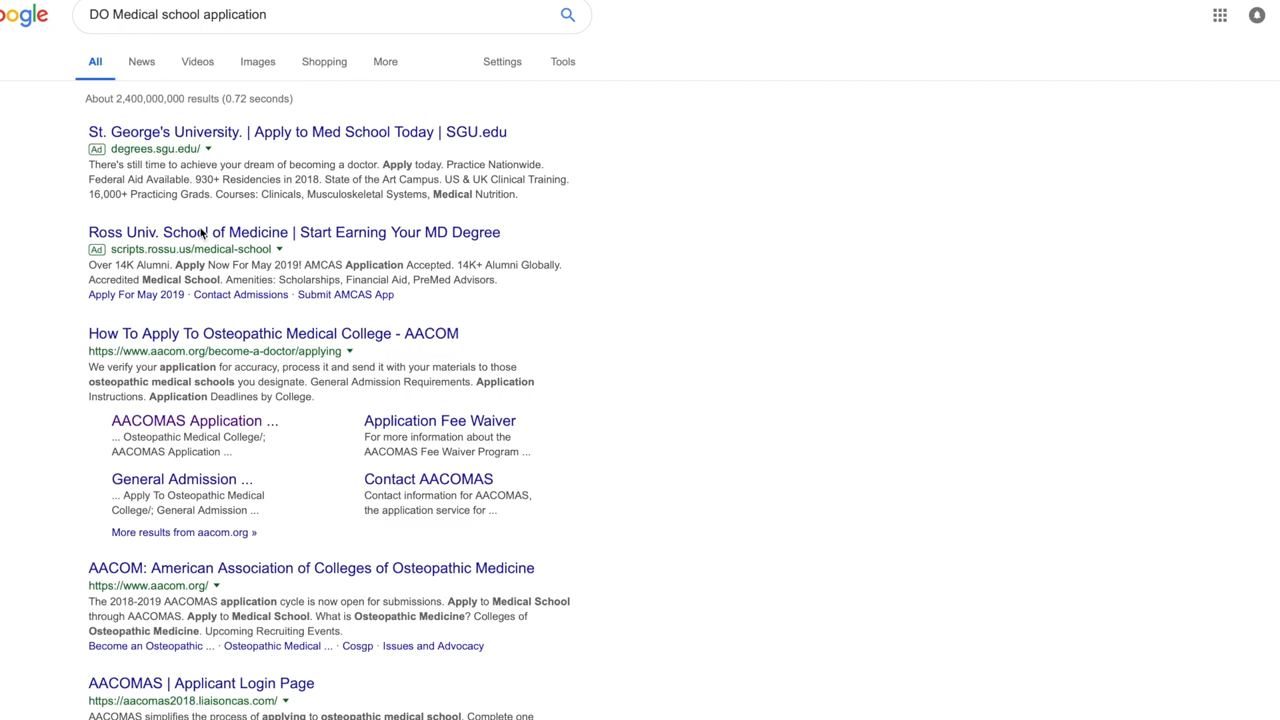 oogle
DO Medical school application
All News Videos Images Shopping More Settings Tools
About 2,400,000,000 results (0.72 seconds)
St. George's University. | Apply to Med School Today | SGU.edu
Ad degrees.sgu.edu/
There's still time to achieve your dream of becoming a doctor. Apply today. Practice Nationwide.
Federal Aid Available. 930+ Residencies in 2018. State of the Art Campus. US & UK Clinical Training.
16,000+ Practicing Grads. Courses: Clinicals, Musculoskeletal Systems, Medical Nutrition.
Ross Univ. School of Medicine | Start Earning Your MD Degree
Ad scripts.rossu.us/medical-school
Over 14K Alumni. Apply Now For May 2019! AMCAS Application Accepted. 14K+ Alumni Globally.
Accredited Medical School. Amenities: Scholarships, Financial Aid, PreMed Advisors.
Apply For May 2019 · Contact Admissions · Submit AMCAS App
How To Apply To Osteopathic Medical College - AACOM
https://www.aacom.org/become-a-doctor/applying
We verify your application for accuracy, process it and send it with your materials to those
osteopathic medical schools you designate. General Admission Requirements. Application
Instructions. Application Deadlines by College.
AACOMAS Application ...
... Osteopathic Medical College/;
AACOMAS Application ...
Application Fee Waiver
For more information about the
AACOMAS Fee Waiver Program ...
General Admission ...
... Apply To Osteopathic Medical
College/; General Admission ...
Contact AACOMAS
Contact information for AACOMAS,
the application service for ...
More results from aacom.org »
AACOM: American Association of Colleges of Osteopathic Medicine
https://www.aacom.org/
The 2018-2019 AACOMAS application cycle is now open for submissions. Apply to Medical School
through AACOMAS. Apply to Medical School. What is Osteopathic Medicine? Colleges of
Osteopathic Medicine. Upcoming Recruiting Events.
Become an Osteopathic ... · Osteopathic Medical ... · Cosgp · Issues and Advocacy
AACOMAS | Applicant Login Page
https://aacomas2018.liaisoncas.com/
AACOMAS simplifies the process of applying to osteopathic medical school. Complete one